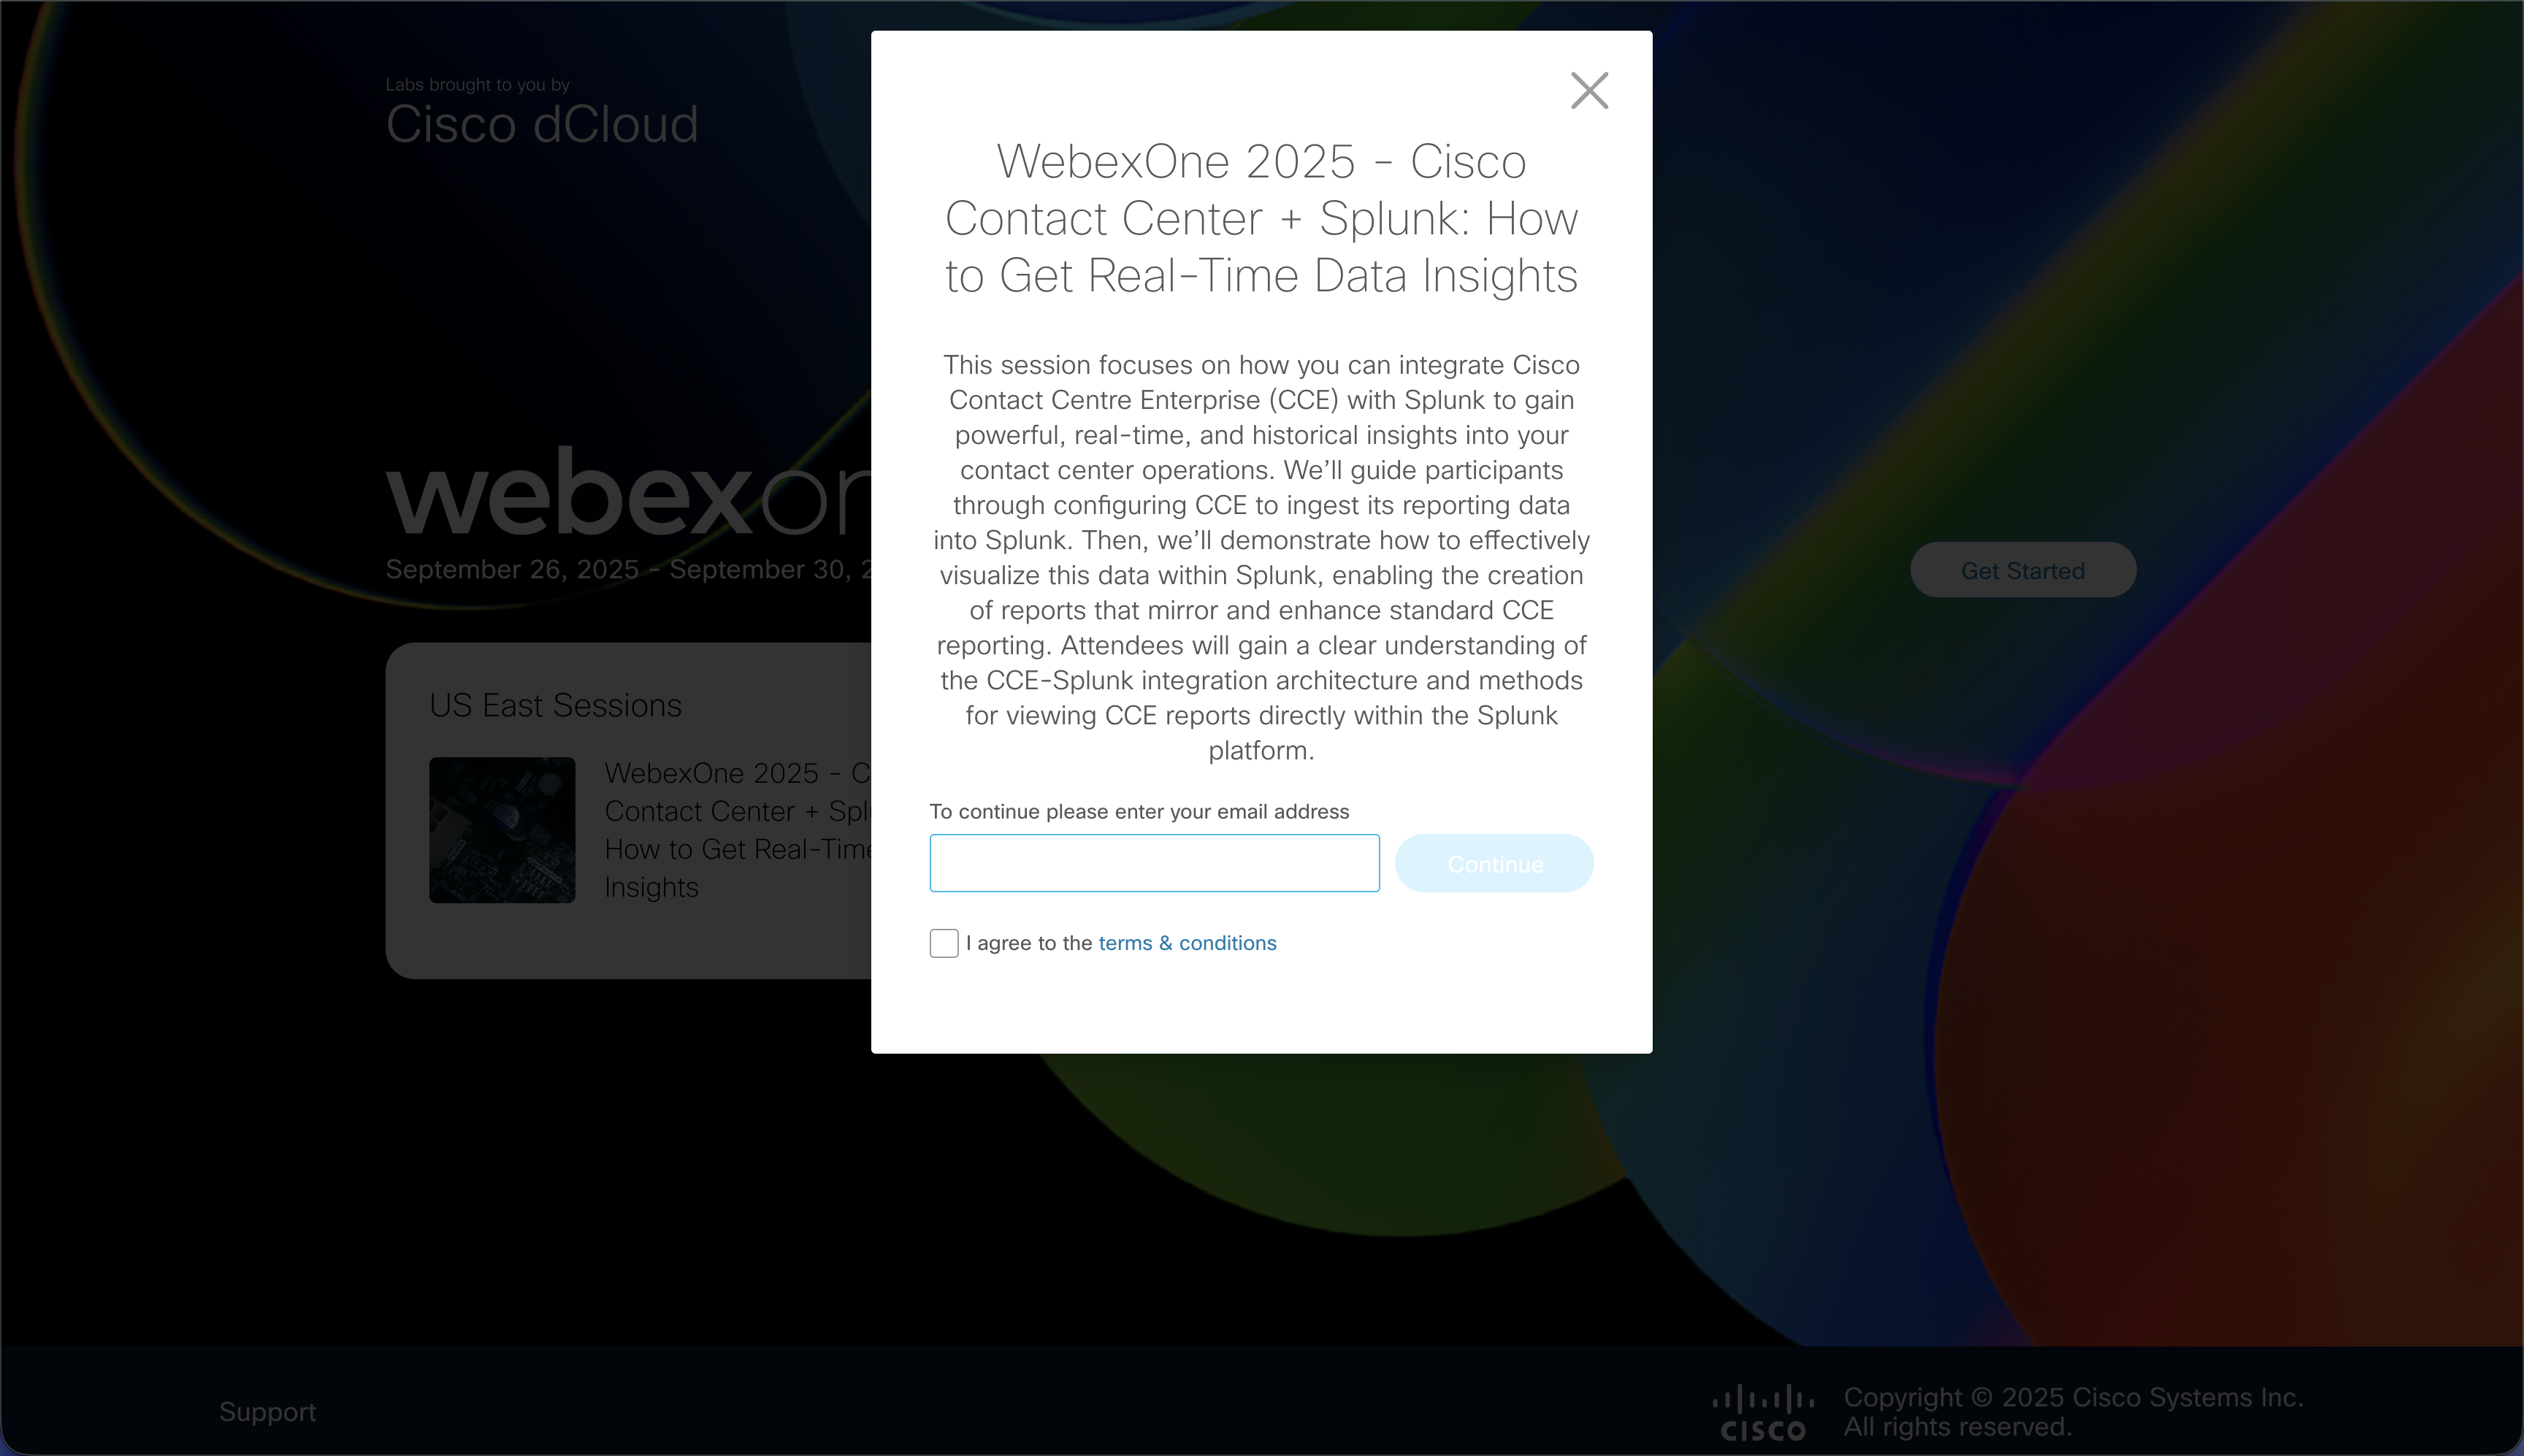 Labs brought to you by
Cisco dCloud
webexon
September 26, 2025 - September 30, 2
US East Sessions
WebexOne 2025 - C
Contact Center + Splu
How to Get Real-Time
Insights
Get Started
WebexOne 2025 - Cisco
Contact Center + Splunk: How
to Get Real-Time Data Insights
This session focuses on how you can integrate Cisco
Contact Centre Enterprise (CCE) with Splunk to gain
powerful, real-time, and historical insights into your
contact center operations. We’ll guide participants
through configuring CCE to ingest its reporting data
into Splunk. Then, we’ll demonstrate how to effectively
visualize this data within Splunk, enabling the creation
of reports that mirror and enhance standard CCE
reporting. Attendees will gain a clear understanding of
the CCE-Splunk integration architecture and methods
for viewing CCE reports directly within the Splunk
platform.
To continue please enter your email address
Continue
I agree to the terms & conditions
Support
CISCO
Copyright © 2025 Cisco Systems Inc.
All rights reserved.